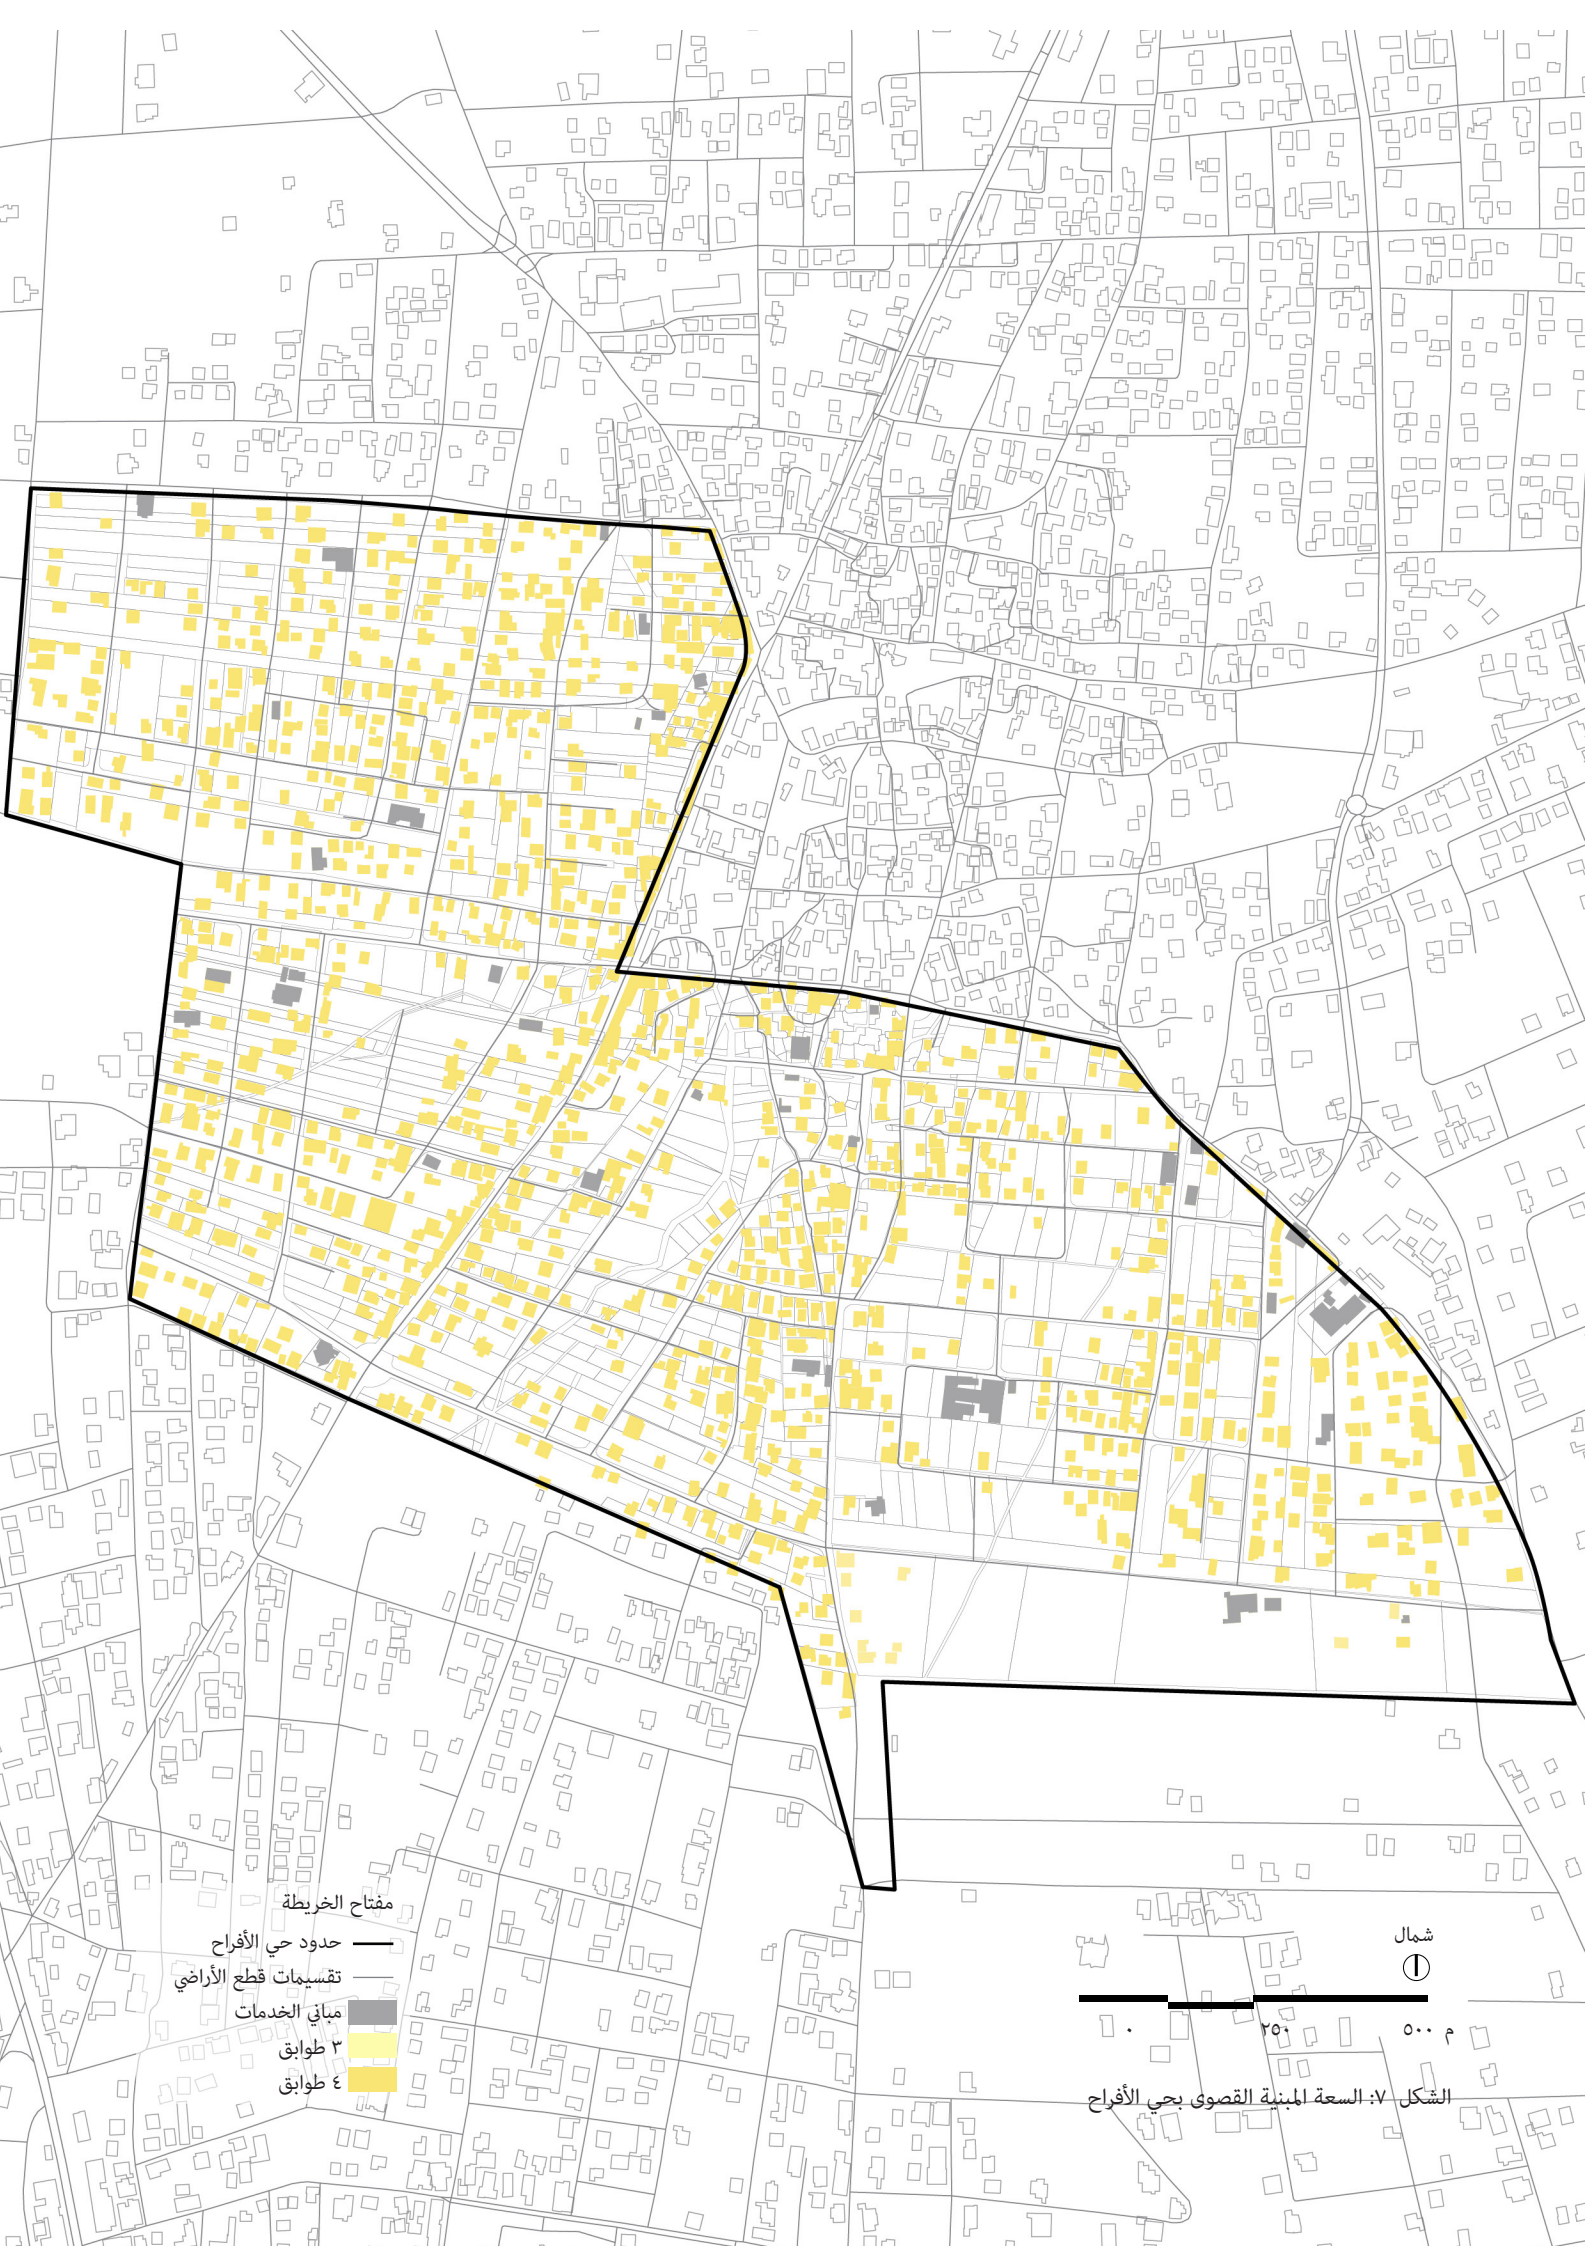 مفتاح الخريطة
حدود حي الأفراح
تقسيمات قطع الأراضي
مباني الخدمات
٣ طوابق
٤ طوابق
شمال
٠ ٢٥٠ ٥٠٠ م
الشكل ٧: السعة المبنية القصوى بحي الأفراح